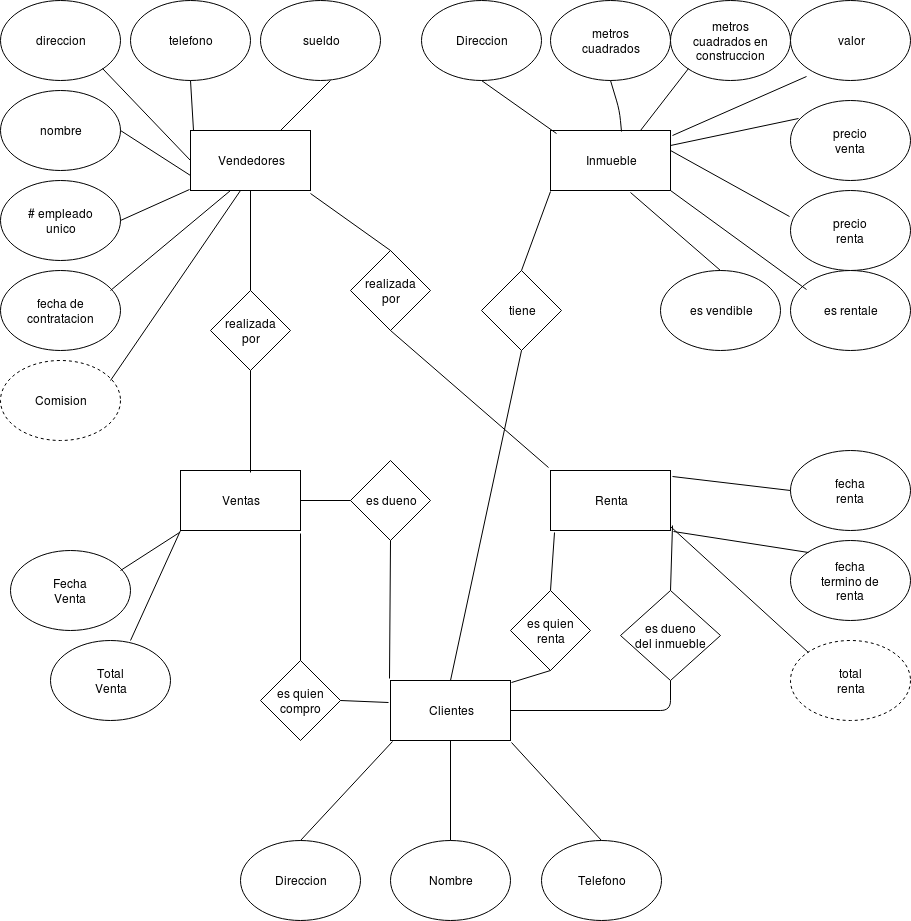 direccion
telefono
sueldo
Direccion
metros
cuadrados
metros
cuadrados en
construccion
valor
nombre
Vendedores
Inmueble
precio
venta
# empleado
unico
precio
renta
fecha de
contratacion
realizada
por
realizada
por
tiene
es vendible
es rentale
Comision
Ventas
es dueno
Renta
fecha
renta
Fecha
Venta
fecha
termino de
renta
es quien
renta
es dueno
del inmueble
Total
Venta
es quien
compro
Clientes
total
renta
Direccion
Nombre
Telefono